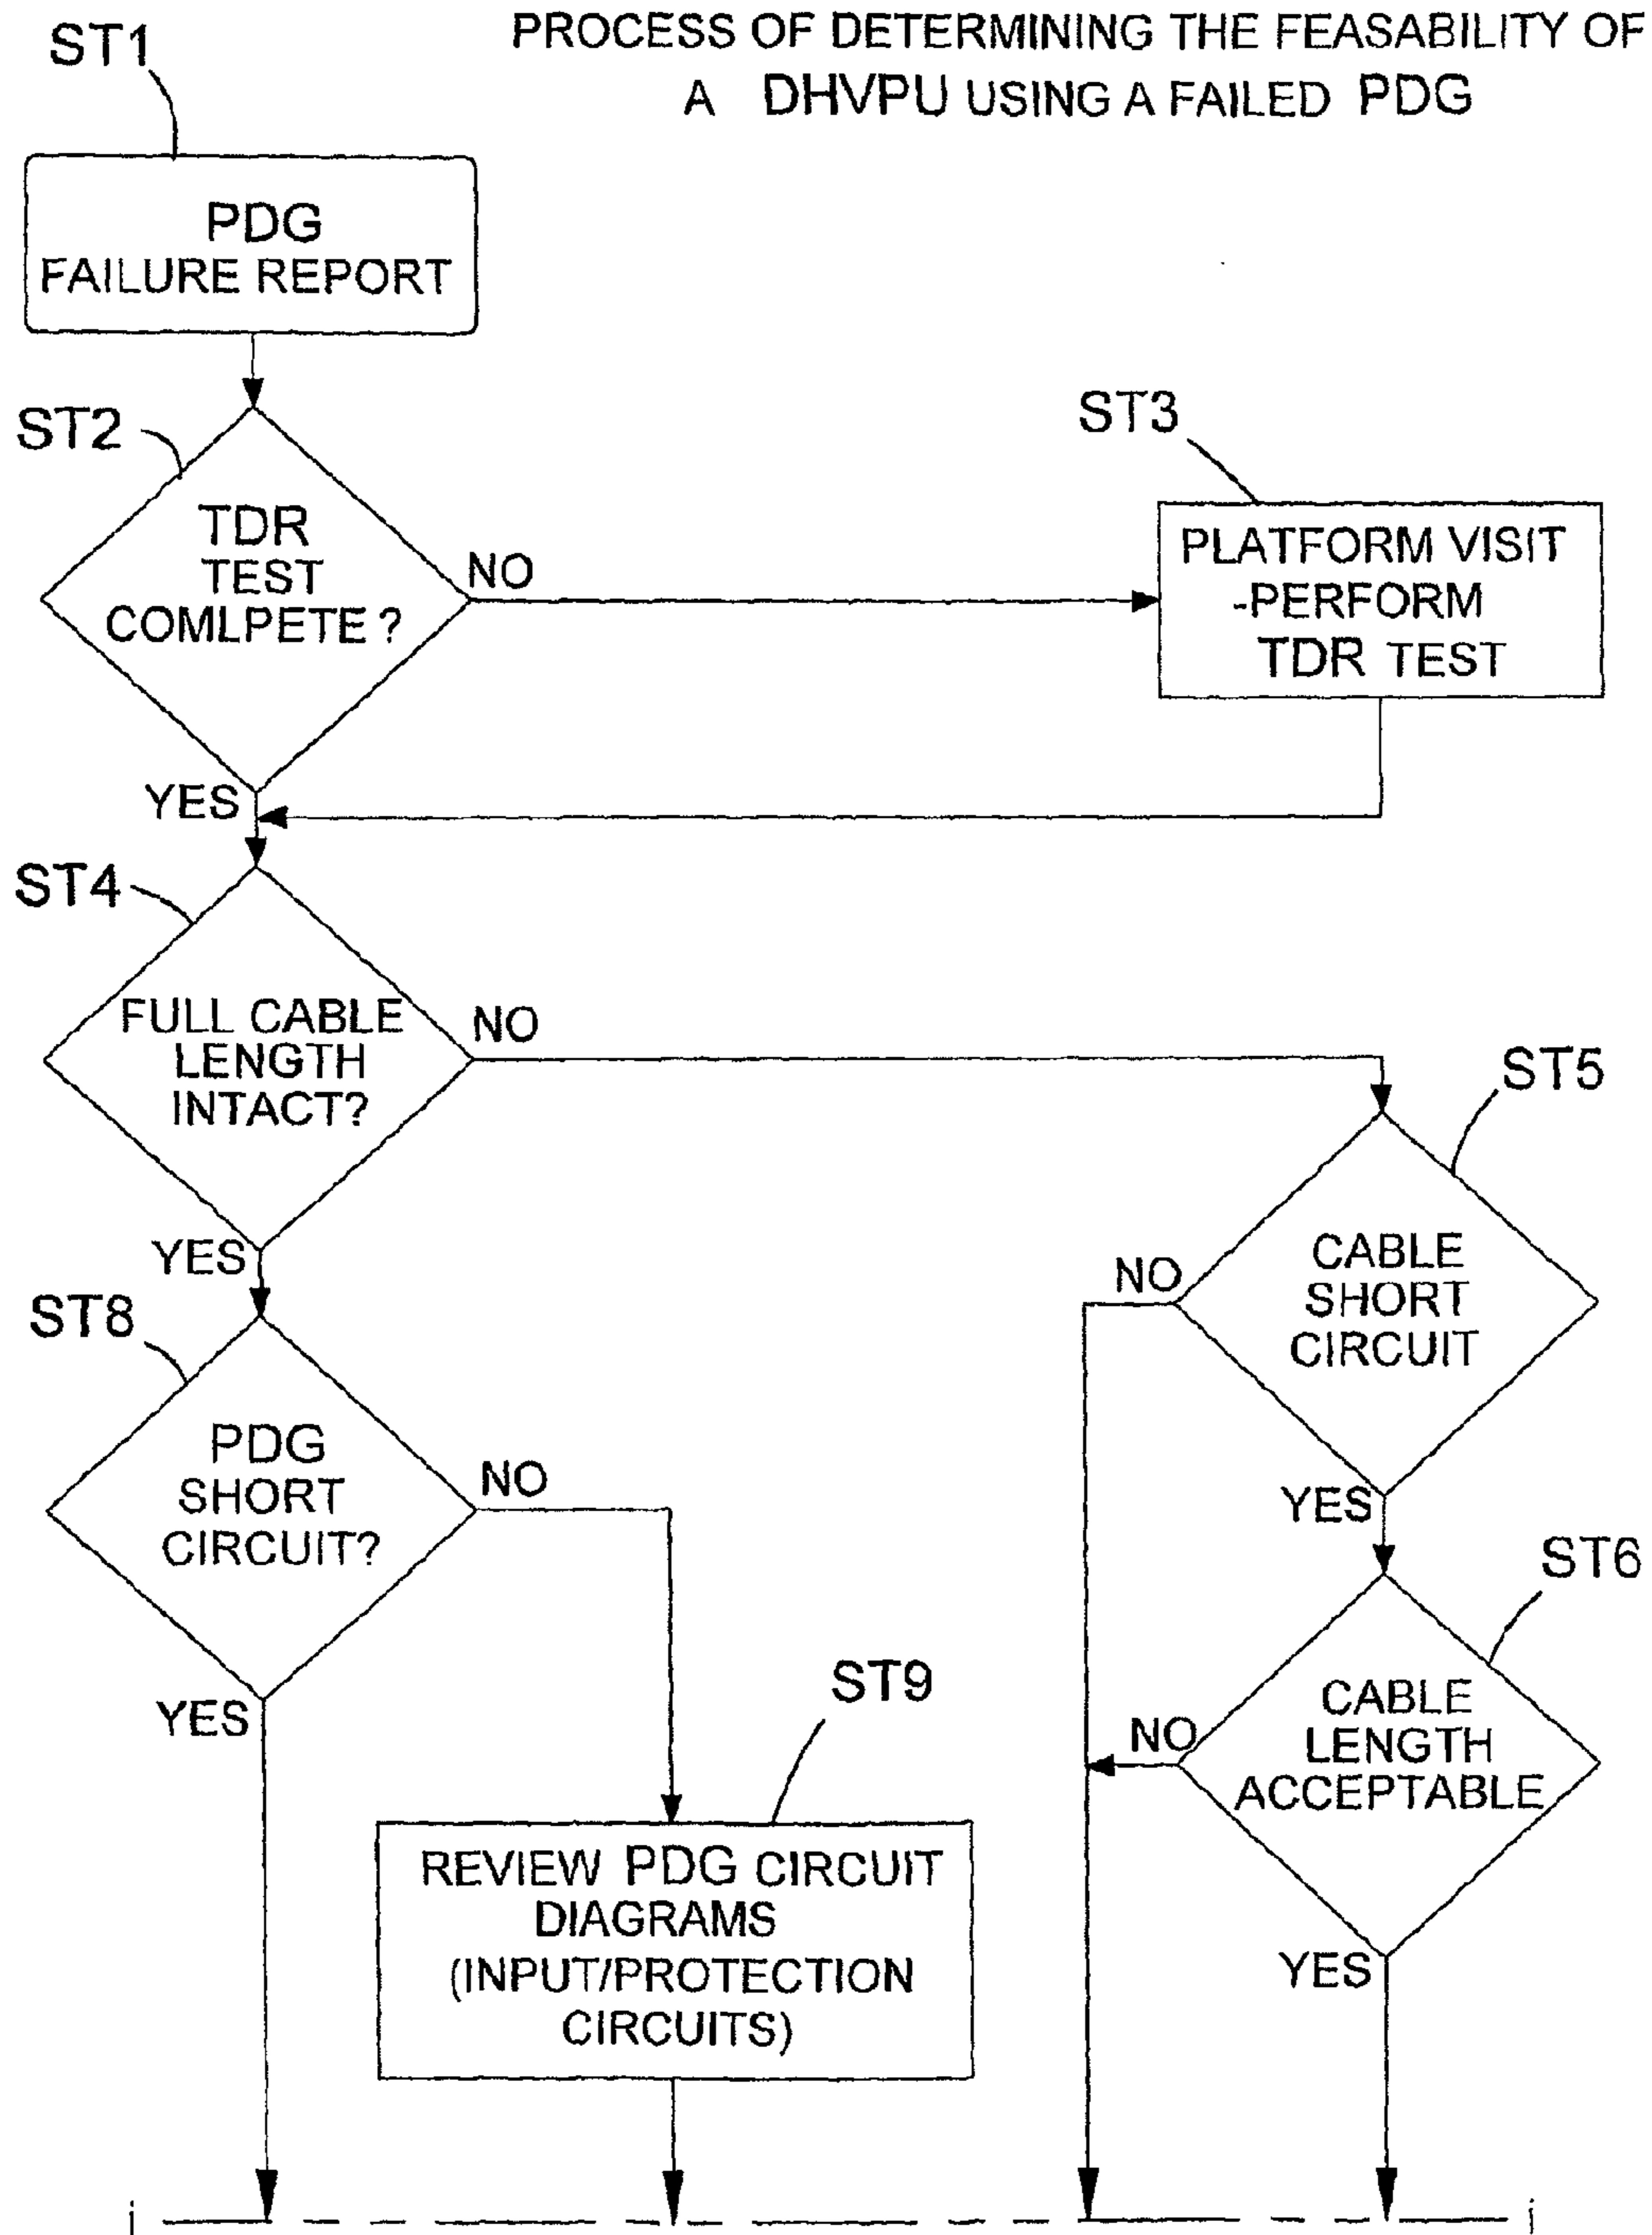 PROCESS OF DETERMINING THE FEASABILITY OF
A DHVPU USING A FAILED PDG
ST1
PDG
FAILURE REPORT
ST2
TDR
TEST
COMLPETE ?
NO
YES
ST3
PLATFORM VISIT
-PERFORM
TDR TEST
ST4
FULL CABLE
LENGTH
INTACT?
NO
YES
ST5
CABLE
SHORT
CIRCUIT
NO
YES
ST8
PDG
SHORT
CIRCUIT?
NO
YES
ST6
CABLE
LENGTH
ACCEPTABLE
NO
YES
ST9
REVIEW PDG CIRCUIT
DIAGRAMS
(INPUT/PROTECTION
CIRCUITS)
i
i